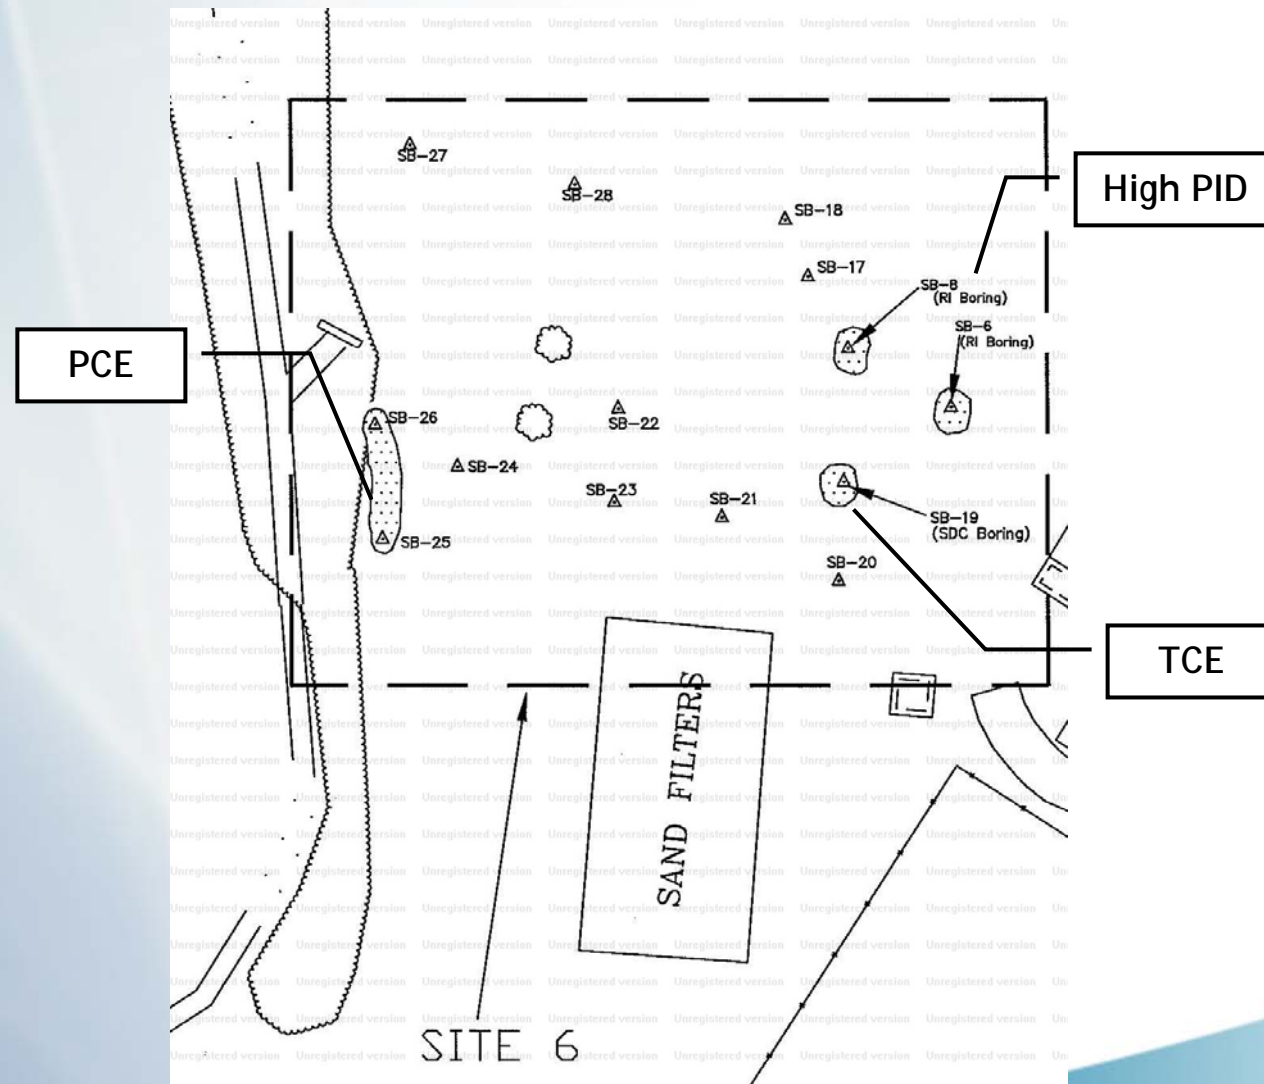 SB-27
SB-28
SB-18
High PID
SB-17
SB-8
(RI Boring)
SB-6
(RI Boring)
PCE
SB-26
SB-22
SB-24
SB-23
SB-21
SB-19
(SDC Boring)
SB-25
SB-20
TCE
SAND FILTERS
SITE 6
Unregistered version